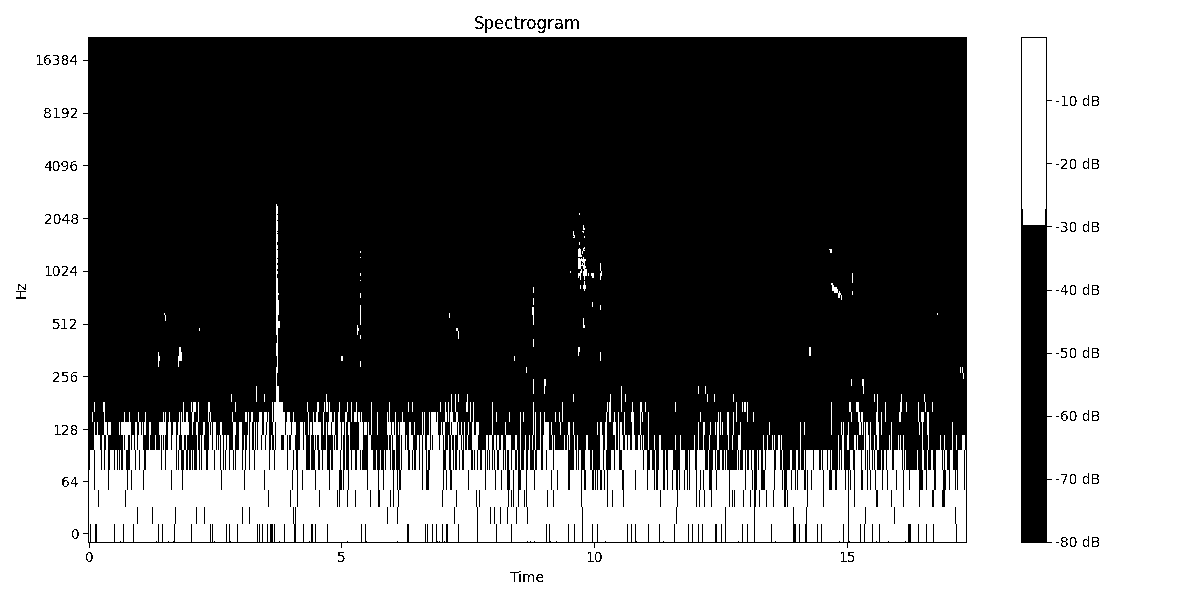 Spectrogram
16384
8192
4096
2048
1024
512
256
128
64
0
Hz
0
5
10
15
Time
-10 dB
-20 dB
-30 dB
-40 dB
-50 dB
-60 dB
-70 dB
-80 dB